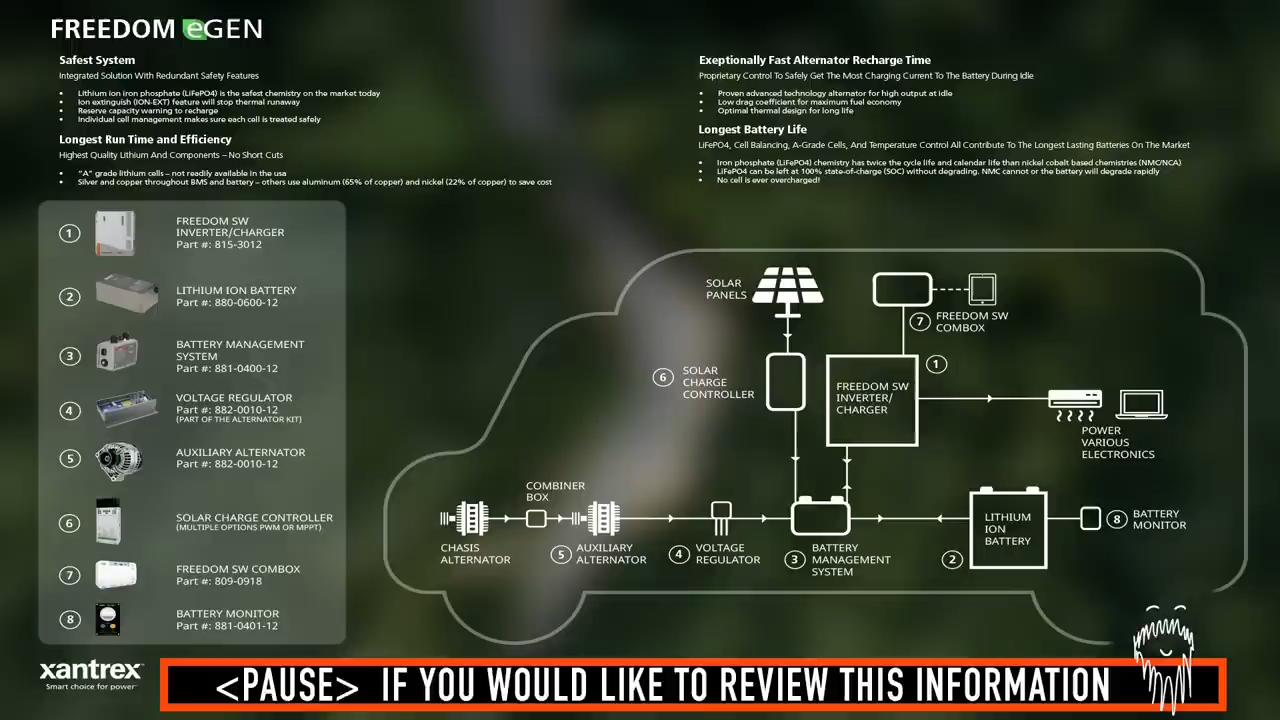 FREEDOM eGEN
Safest System
Integrated Solution With Redundant Safety Features
• Lithium ion iron phosphate (LiFePO4) is the safest chemistry on the market today
• Ion extinguish (ION-EXT) feature will stop thermal runaway
• Reserve capacity warning to recharge
• Individual cell management makes sure each cell is treated safely
Longest Run Time and Efficiency
Highest Quality Lithium And Components – No Short Cuts
• “A” grade lithium cells – not readily available in the usa
• Silver and copper throughout BMS and battery – others use aluminum (65% of copper) and nickel (22% of copper) to save cost
Exeptionally Fast Alternator Recharge Time
Proprietary Control To Safely Get The Most Charging Current To The Battery During Idle
• Proven advanced technology alternator for high output at idle
• Low drag coefficient for maximum fuel economy
• Optimal thermal design for long life
Longest Battery Life
LiFePO4, Cell Balancing, A-Grade Cells, And Temperature Control All Contribute To The Longest Lasting Batteries On The Market
• Iron phosphate (LiFePO4) chemistry has twice the cycle life and calendar life than nickel cobalt based chemistries (NMC/NCA)
• LiFePO4 can be left at 100% state-of-charge (SOC) without degrading. NMC cannot or the battery will degrade rapidly
• No cell is ever overcharged!
1
FREEDOM SW
INVERTER/CHARGER
Part #: 815-3012
2
LITHIUM ION BATTERY
Part #: 880-0600-12
3
BATTERY MANAGEMENT
SYSTEM
Part #: 881-0400-12
4
VOLTAGE REGULATOR
Part #: 882-0010-12
(PART OF THE ALTERNATOR KIT)
5
AUXILIARY ALTERNATOR
Part #: 882-0010-12
6
SOLAR CHARGE CONTROLLER
(MULTIPLE OPTIONS PWM OR MPPT)
7
FREEDOM SW COMBOX
Part #: 809-0918
8
BATTERY MONITOR
Part #: 881-0401-12
SOLAR
PANELS
7 FREEDOM SW
COMBOX
6 SOLAR
CHARGE
CONTROLLER
1
FREEDOM SW
INVERTER/
CHARGER
POWER
VARIOUS
ELECTRONICS
COMBINER
BOX
CHASIS
ALTERNATOR
5 AUXILIARY
ALTERNATOR
4 VOLTAGE
REGULATOR
3 BATTERY
MANAGEMENT
SYSTEM
2
LITHIUM
ION
BATTERY
8 BATTERY
MONITOR
xantrex™
Smart choice for power™
<PAUSE> IF YOU WOULD LIKE TO REVIEW THIS INFORMATION